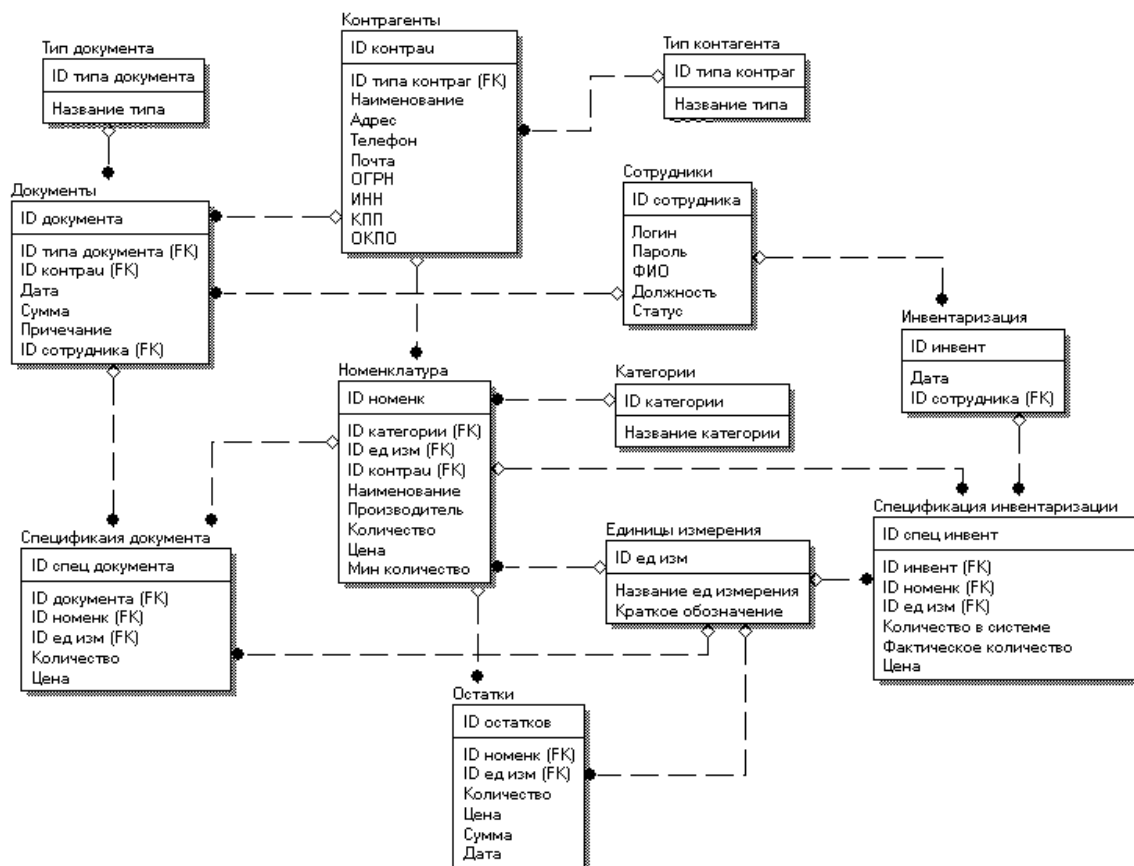 Тип документа
ID типа документа
Название типа
Контрагенты
ID контраи
ID типа контраг (FK)
Наименование
Адрес
Телефон
Почта
ОГРН
ИНН
КПП
ОКПО
Тип контагента
ID типа контраг
Название типа
Документы
ID документа
ID типа документа (FK)
ID контраи (FK)
Дата
Сумма
Причечание
ID сотрудника (FK)
Сотрудники
ID сотрудника
Логин
Пароль
ФИО
Должность
Статус
Инвентаризация
ID инвент
Дата
ID сотрудника (FK)
Номенклатура
ID номенк
ID категории (FK)
ID ед изм (FK)
ID контраи (FK)
Наименование
Производитель
Количество
Цена
Мин количество
Категории
ID категории
Название категории
Спецификаия документа
ID спец документа
ID документа (FK)
ID номенк (FK)
ID ед изм (FK)
Количество
Цена
Единицы измерения
ID ед изм
Название ед измерения
Краткое обозначение
Спецификация инвентаризации
ID спец инвент
ID инвент (FK)
ID номенк (FK)
ID ед изм (FK)
Количество в системе
Фактическое количество
Цена
Остатки
ID остатков
ID номенк (FK)
ID ед изм (FK)
Количество
Цена
Сумма
Дата